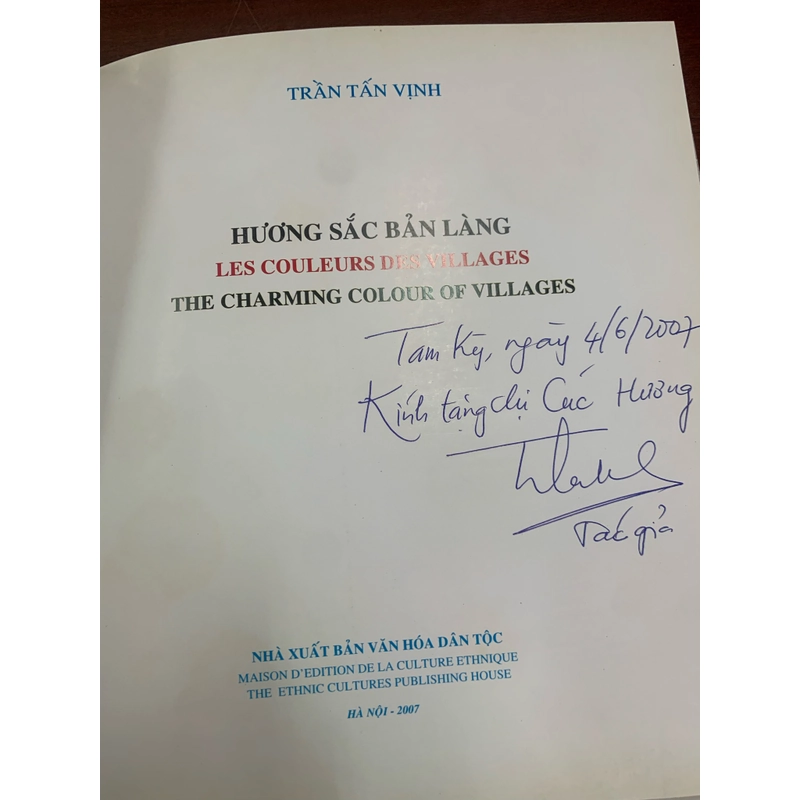 TRẦN TẤN VỊNH
HƯƠNG SẮC BẢN LÀNG
LES COULEURS DES VILLAGES
THE CHARMING COLOUR OF VILLAGES
Tam Kỳ, ngày 4/6/2007
Kính tặng chị Cúc Hương
Tác giả
NHÀ XUẤT BẢN VĂN HÓA DÂN TỘC
MAISON D'EDITION DE LA CULTURE ETHNIQUE
THE ETHNIC CULTURES PUBLISHING HOUSE
HÀ NỘI - 2007